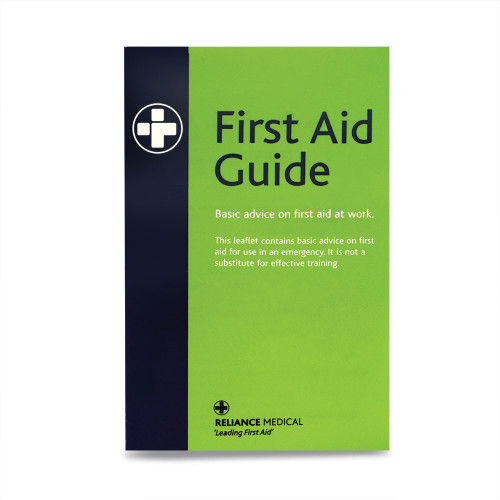 First Aid
Guide
Basic advice on first aid at work.
This leaflet contains basic advice on first
aid for use in an emergency. It is not a
substitute for effective training.
RELIANCE MEDICAL
'Leading First Aid'